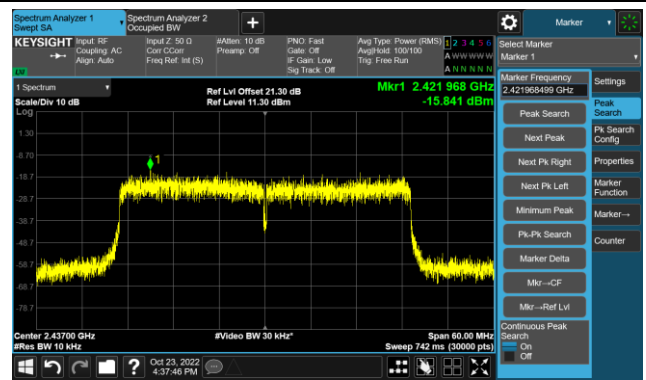 Spectrum Analyzer 1
Swept SA
Spectrum Analyzer 2
Occupied BW
+
Marker
KEYSIGHT
Input: RF
Coupling: AC
Align: Auto
Input Z: 50 Ω
Corr CCorr
Freq Ref: Int (S)
#Atten: 10 dB
Preamp: Off
PNO: Fast
Gate: Off
IF Gain: Low
Sig Track: Off
Avg Type: Power (RMS)
Avg|Hold: 100/100
Trig: Free Run
1 2 3 4 5 6
A W W W W W
A N N N N N
Select Marker
Marker 1
LW
1 Spectrum
Scale/Div 10 dB
Log
Ref Lvl Offset 21.30 dB
Ref Level 11.30 dBm
Mkr1 2.421 968 GHz
-15.841 dBm
1.30
-8.70
-18.7
-28.7
-38.7
-48.7
-58.7
-68.7
-78.7
1
Center 2.43700 GHz
#Res BW 10 kHz
#Video BW 30 kHz*
Span 60.00 MHz
Sweep 742 ms (30000 pts)
Marker Frequency
2.421968499 GHz
Peak Search
Next Peak
Next Pk Right
Next Pk Left
Minimum Peak
Pk-Pk Search
Marker Delta
Mkr→CF
Mkr→Ref Lvl
Continuous Peak
Search
On
Off
Settings
Peak
Search
Pk Search
Config
Properties
Marker
Function
Marker→
Counter
?
Oct 23, 2022
4:37:46 PM